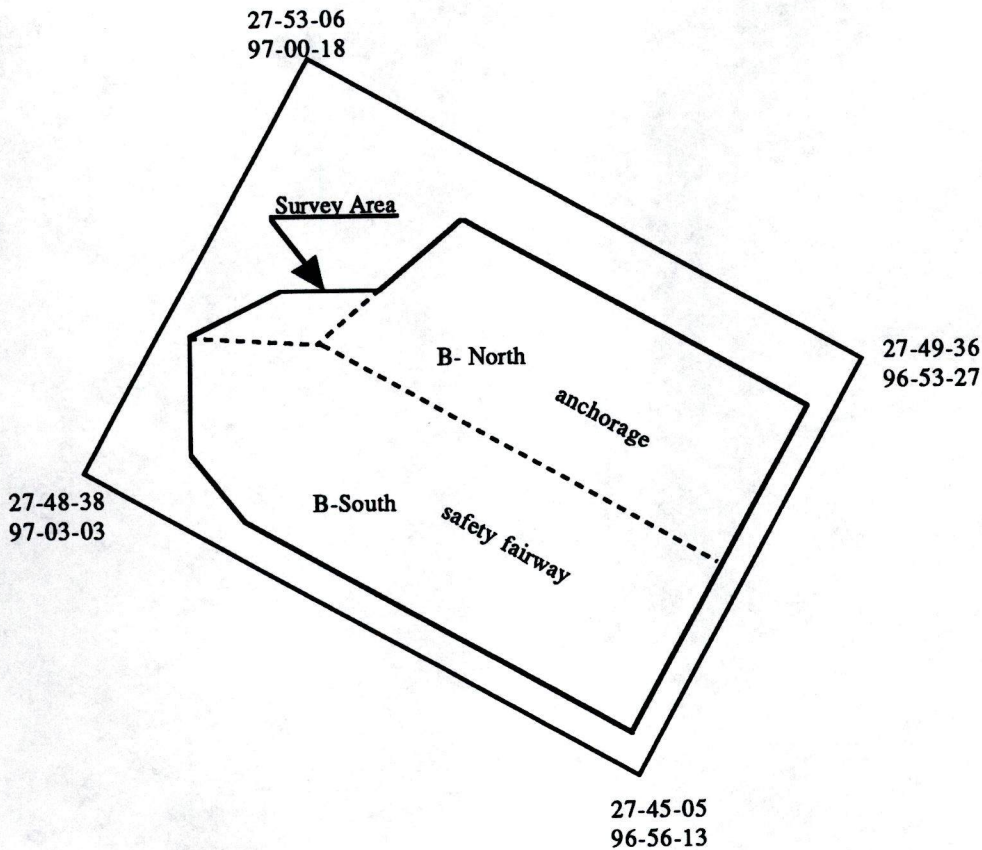 27-53-06
97-00-18
Survey Area
27-49-36
96-53-27
B- North
anchorage
27-48-38
97-03-03
B-South
safety fairway
27-45-05
96-56-13